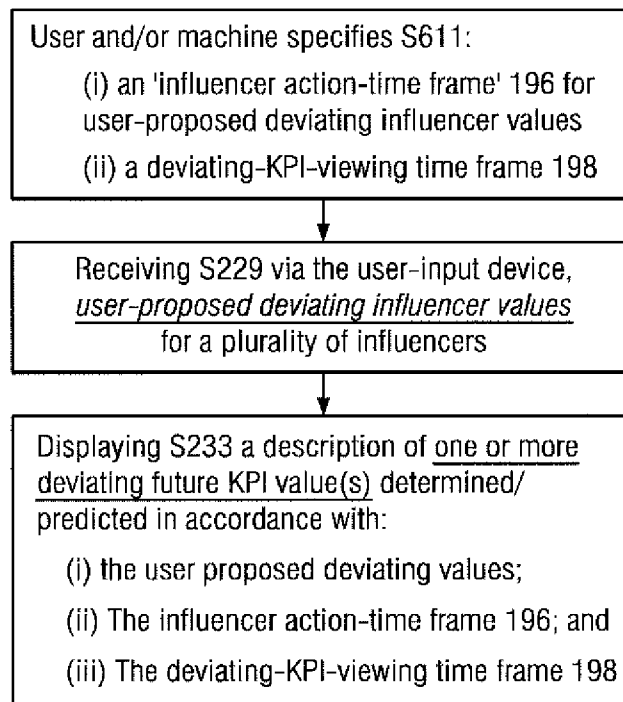 User and/or machine specifies S611:
(i) an 'influencer action-time frame' 196 for
user-proposed deviating influencer values
(ii) a deviating-KPI-viewing time frame 198
Receiving S229 via the user-input device,
user-proposed deviating influencer values
for a plurality of influencers
Displaying S233 a description of one or more
deviating future KPI value(s) determined/
predicted in accordance with:
(i) the user proposed deviating values;
(ii) The influencer action-time frame 196; and
(iii) The deviating-KPI-viewing time frame 198